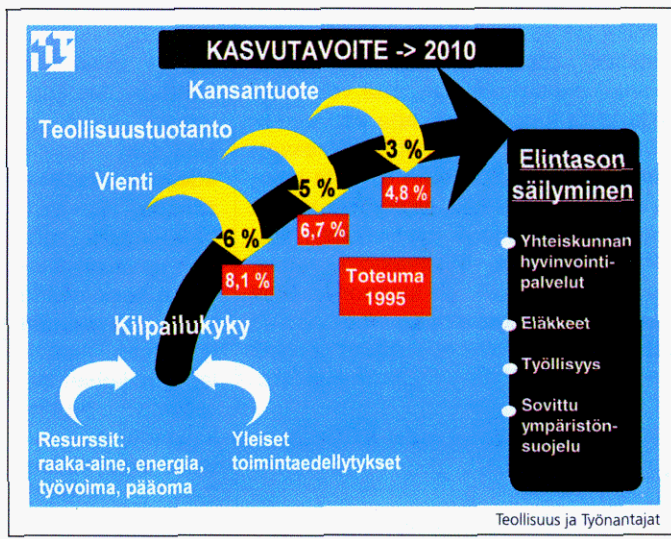 KASVUTAVOITE -> 2010
Kansantuote
Teollisuustuotanto
Vienti
3 %
5 %
6 %
4,8 %
6,7 %
8,1 %
Toteuma
1995
Kilpailukyky
Resurssit:
raaka-aine, energia,
työvoima, pääoma
Yleiset
toimintaedellytykset
Elintason
säilyminen
Yhteiskunnan
hyvinvointi-
palvelut
Eläkkeet
Työllisyys
Sovittu
ympäristön-
suojelu
Teollisuus ja Työnantajat